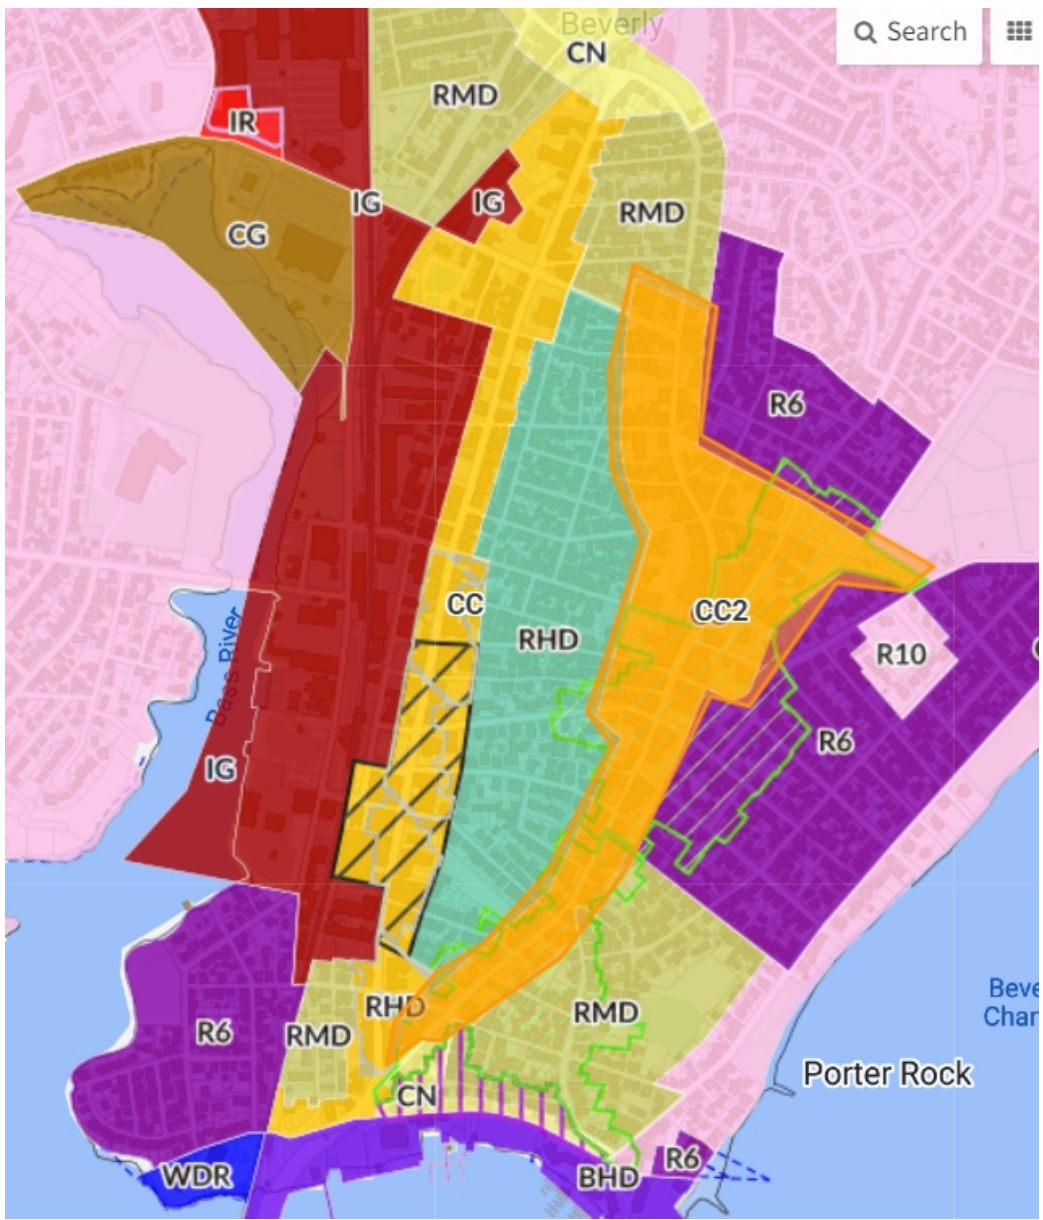 Beverly
CN
Search
RMD
IR
IG
IG
RMD
CG
R6
CC
CC2
RHD
R10
Bass River
R6
IG
Beve
Chan
RHD
RMD
R6
RMD
Porter Rock
CN
R6
WDR
BHD